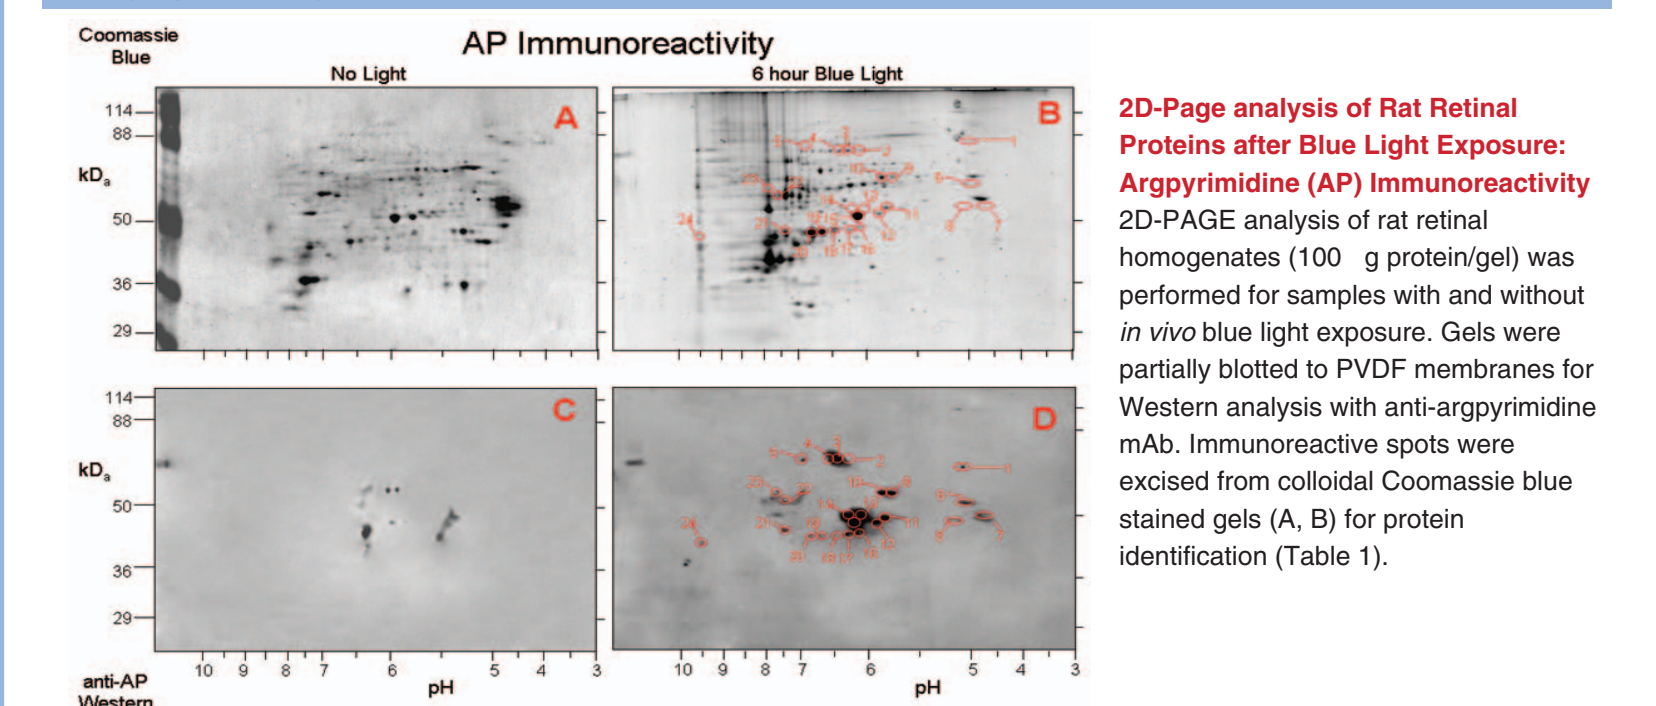 Coomassie
Blue
AP Immunoreactivity
No Light
6 hour Blue Light
A
B
114
88
kDa
50
36
29
C
D
114
88
kDa
50
36
29
10 9 8 7 6 5 4 3
10 9 8 7 6 5 4 3
pH
pH
anti-AP
Western
2D-Page analysis of Rat Retinal
Proteins after Blue Light Exposure:
Argpyrimidine (AP) Immunoreactivity
2D-PAGE analysis of rat retinal
homogenates (100 g protein/gel) was
performed for samples with and without
in vivo blue light exposure. Gels were
partially blotted to PVDF membranes for
Western analysis with anti-argpyrimidine
mAb. Immunoreactive spots were
excised from colloidal Coomassie blue
stained gels (A, B) for protein
identification (Table 1).